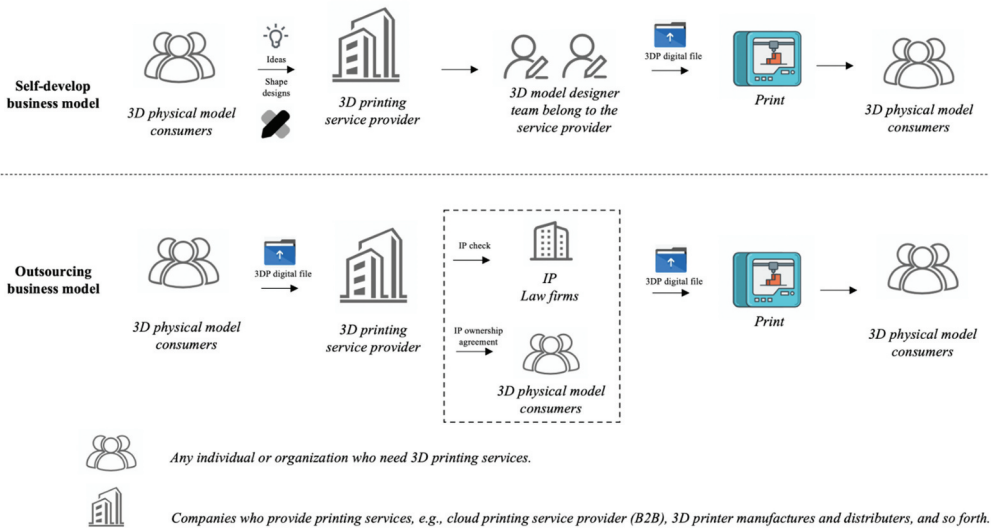 Self-develop
business model
3D physical model
consumers
Ideas
Shape
designs
3D printing
service provider
3D model designer
team belong to the
service provider
3DP digital file
Print
3D physical model
consumers
Outsourcing
business model
3D physical model
consumers
3DP digital file
3D printing
service provider
IP check
IP
Law firms
IP ownership
agreement
3D physical model
consumers
3DP digital file
Print
3D physical model
consumers
Any individual or organization who need 3D printing services.
Companies who provide printing services, e.g., cloud printing service provider (B2B), 3D printer manufactures and distributers, and so forth.